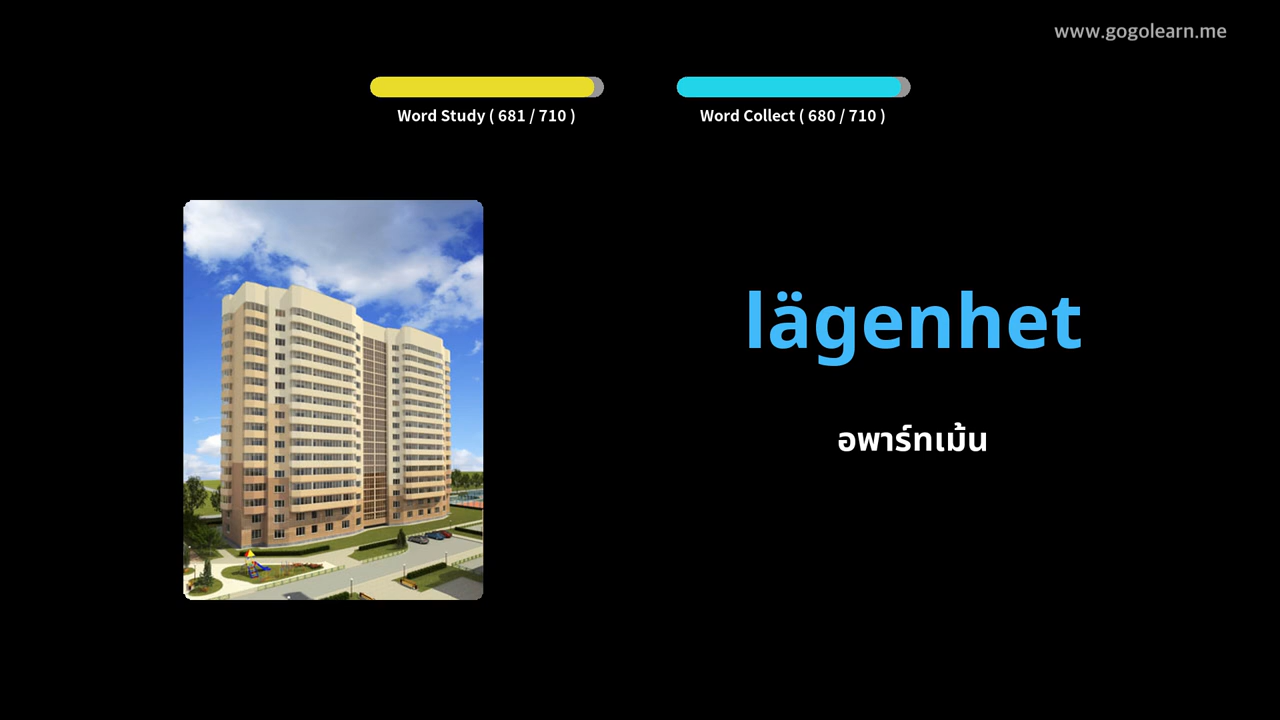 www.gogolearn.me
Word Study ( 681 / 710 )
Word Collect ( 680 / 710 )
lägenhet
อพาร์ทเม้น